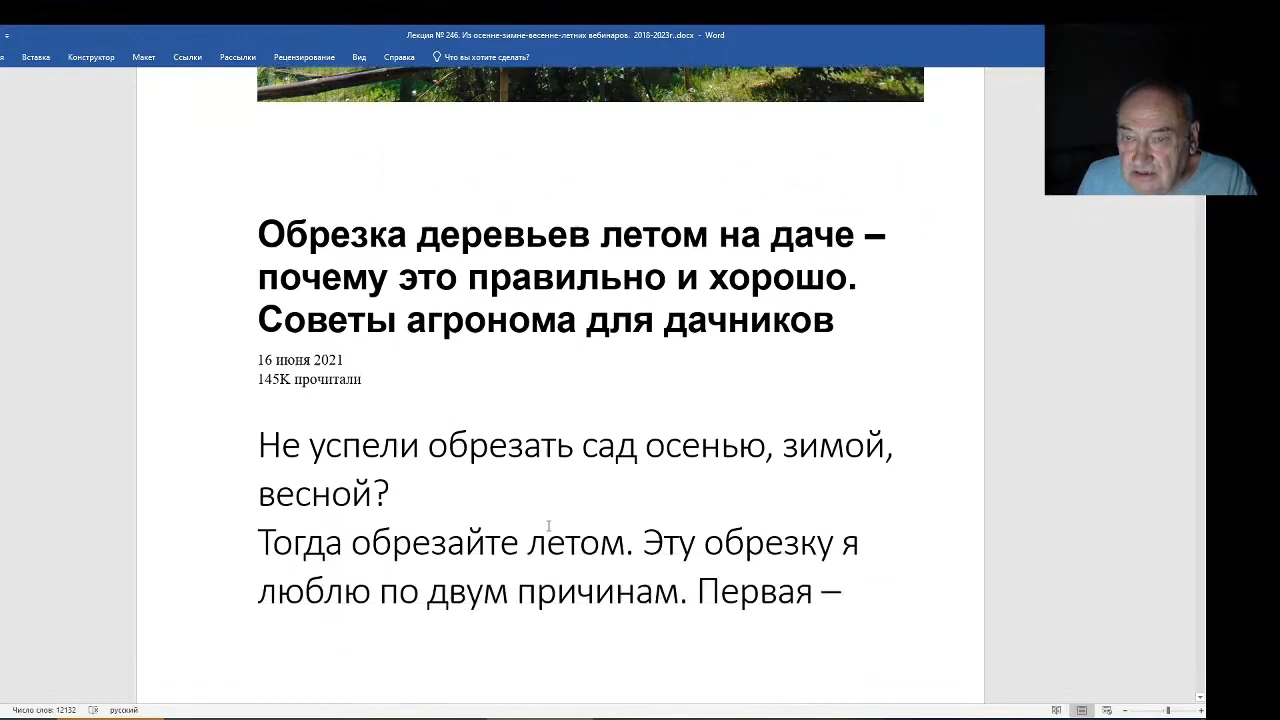 Лекция № 246. Из осенне-зимне-весенне-летних вебинаров. 2018-2023г..docx - Word
я Вставка Конструктор Макет Ссылки Рассылки Рецензирование Вид Справка Что вы хотите сделать?
Обрезка деревьев летом на даче –
почему это правильно и хорошо.
Советы агронома для дачников
16 июня 2021
145K прочитали
Не успели обрезать сад осенью, зимой,
весной?
Тогда обрезайте летом. Эту обрезку я
люблю по двум причинам. Первая –
Число слов: 12132 русский